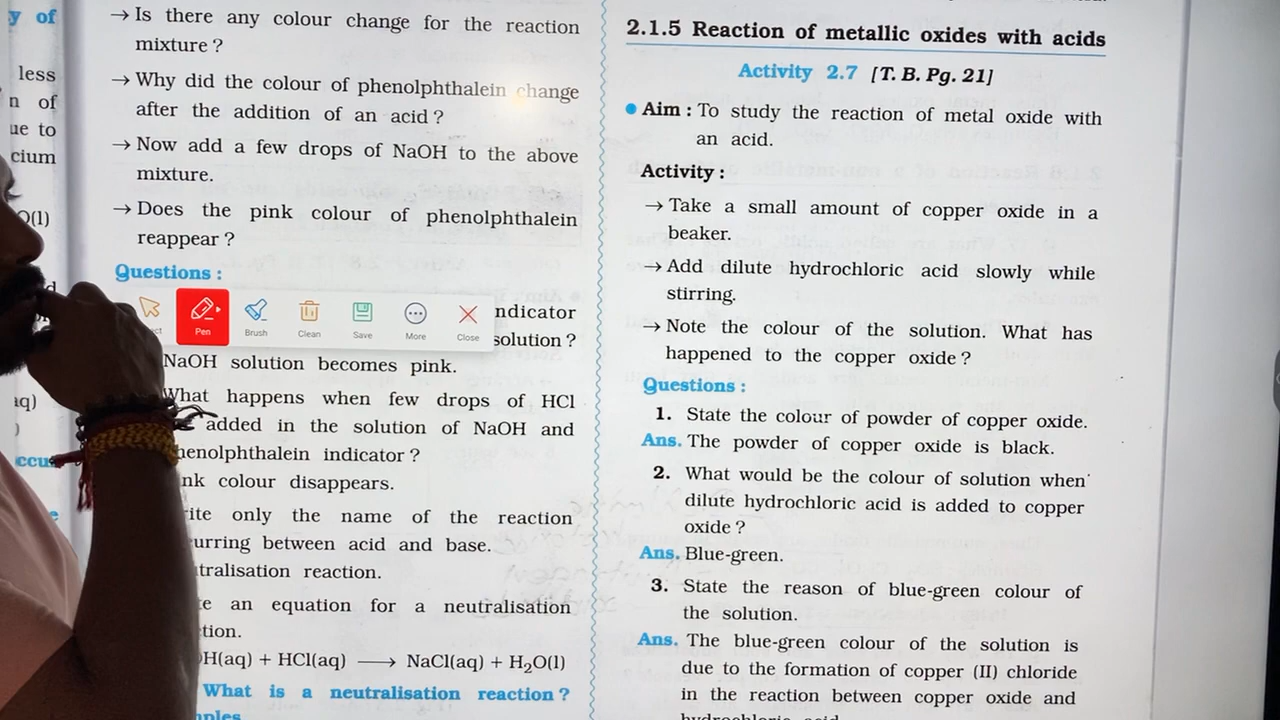 y of
less
n of
ue to
cium
O(l)
aq)
)
ccu
e
→ Is there any colour change for the reaction
mixture ?
→ Why did the colour of phenolphthalein change
after the addition of an acid ?
→ Now add a few drops of NaOH to the above
mixture.
→ Does the pink colour of phenolphthalein
reappear ?
Questions :
ndicator
solution ?
ect
Pen
Brush
Clean
Save
More
Close
NaOH solution becomes pink.
What happens when few drops of HCl
added in the solution of NaOH and
henolphthalein indicator ?
nk colour disappears.
ite only the name of the reaction
urring between acid and base.
tralisation reaction.
e an equation for a neutralisation
tion.
H(aq) + HCl(aq) ⟶ NaCl(aq) + H₂O(l)
What is a neutralisation reaction ?
2.1.5 Reaction of metallic oxides with acids
Activity 2.7 [T. B. Pg. 21]
• Aim : To study the reaction of metal oxide with
an acid.
Activity :
→ Take a small amount of copper oxide in a
beaker.
→ Add dilute hydrochloric acid slowly while
stirring.
→ Note the colour of the solution. What has
happened to the copper oxide ?
Questions :
1. State the colour of powder of copper oxide.
Ans. The powder of copper oxide is black.
2. What would be the colour of solution when
dilute hydrochloric acid is added to copper
oxide ?
Ans. Blue-green.
3. State the reason of blue-green colour of
the solution.
Ans. The blue-green colour of the solution is
due to the formation of copper (II) chloride
in the reaction between copper oxide and